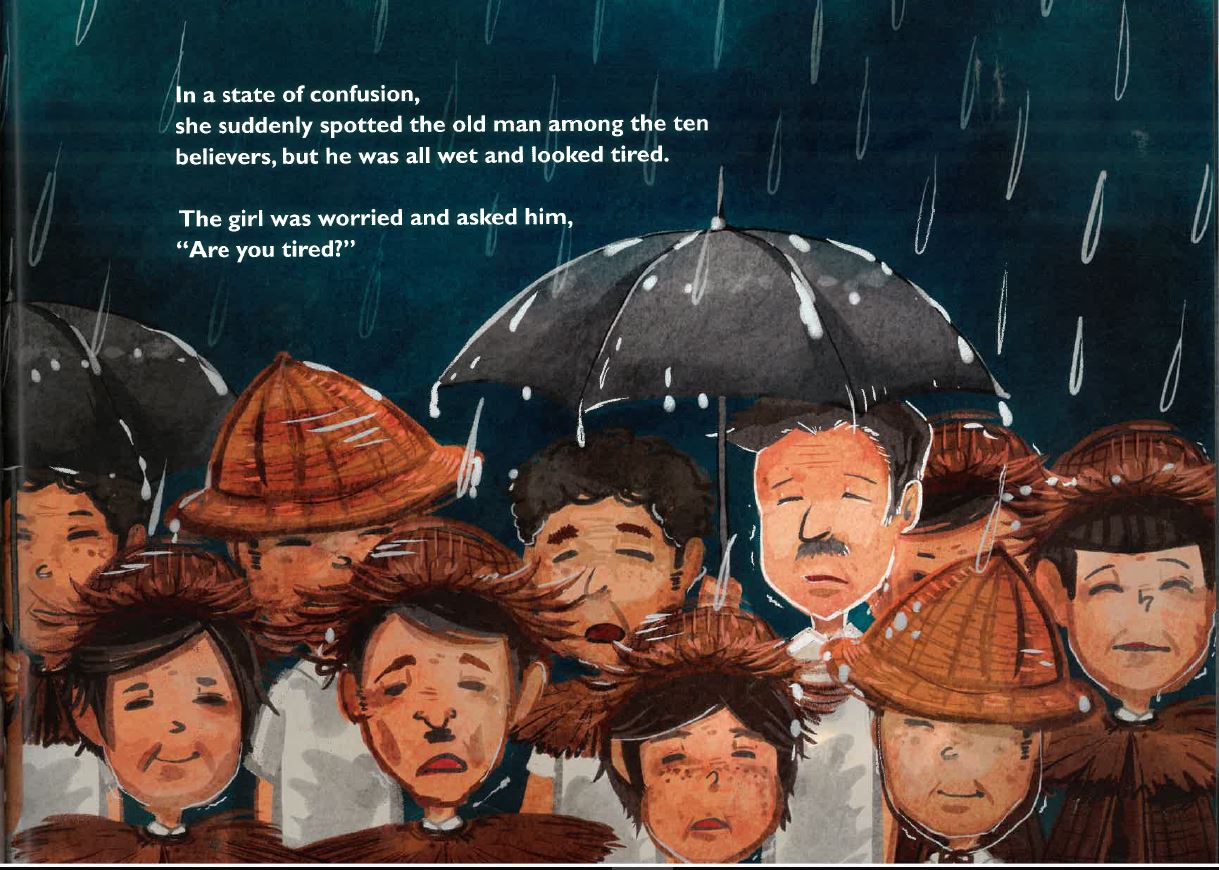 In a state of confusion,
she suddenly spotted the old man among the ten
believers, but he was all wet and looked tired.
The girl was worried and asked him,
“Are you tired?”